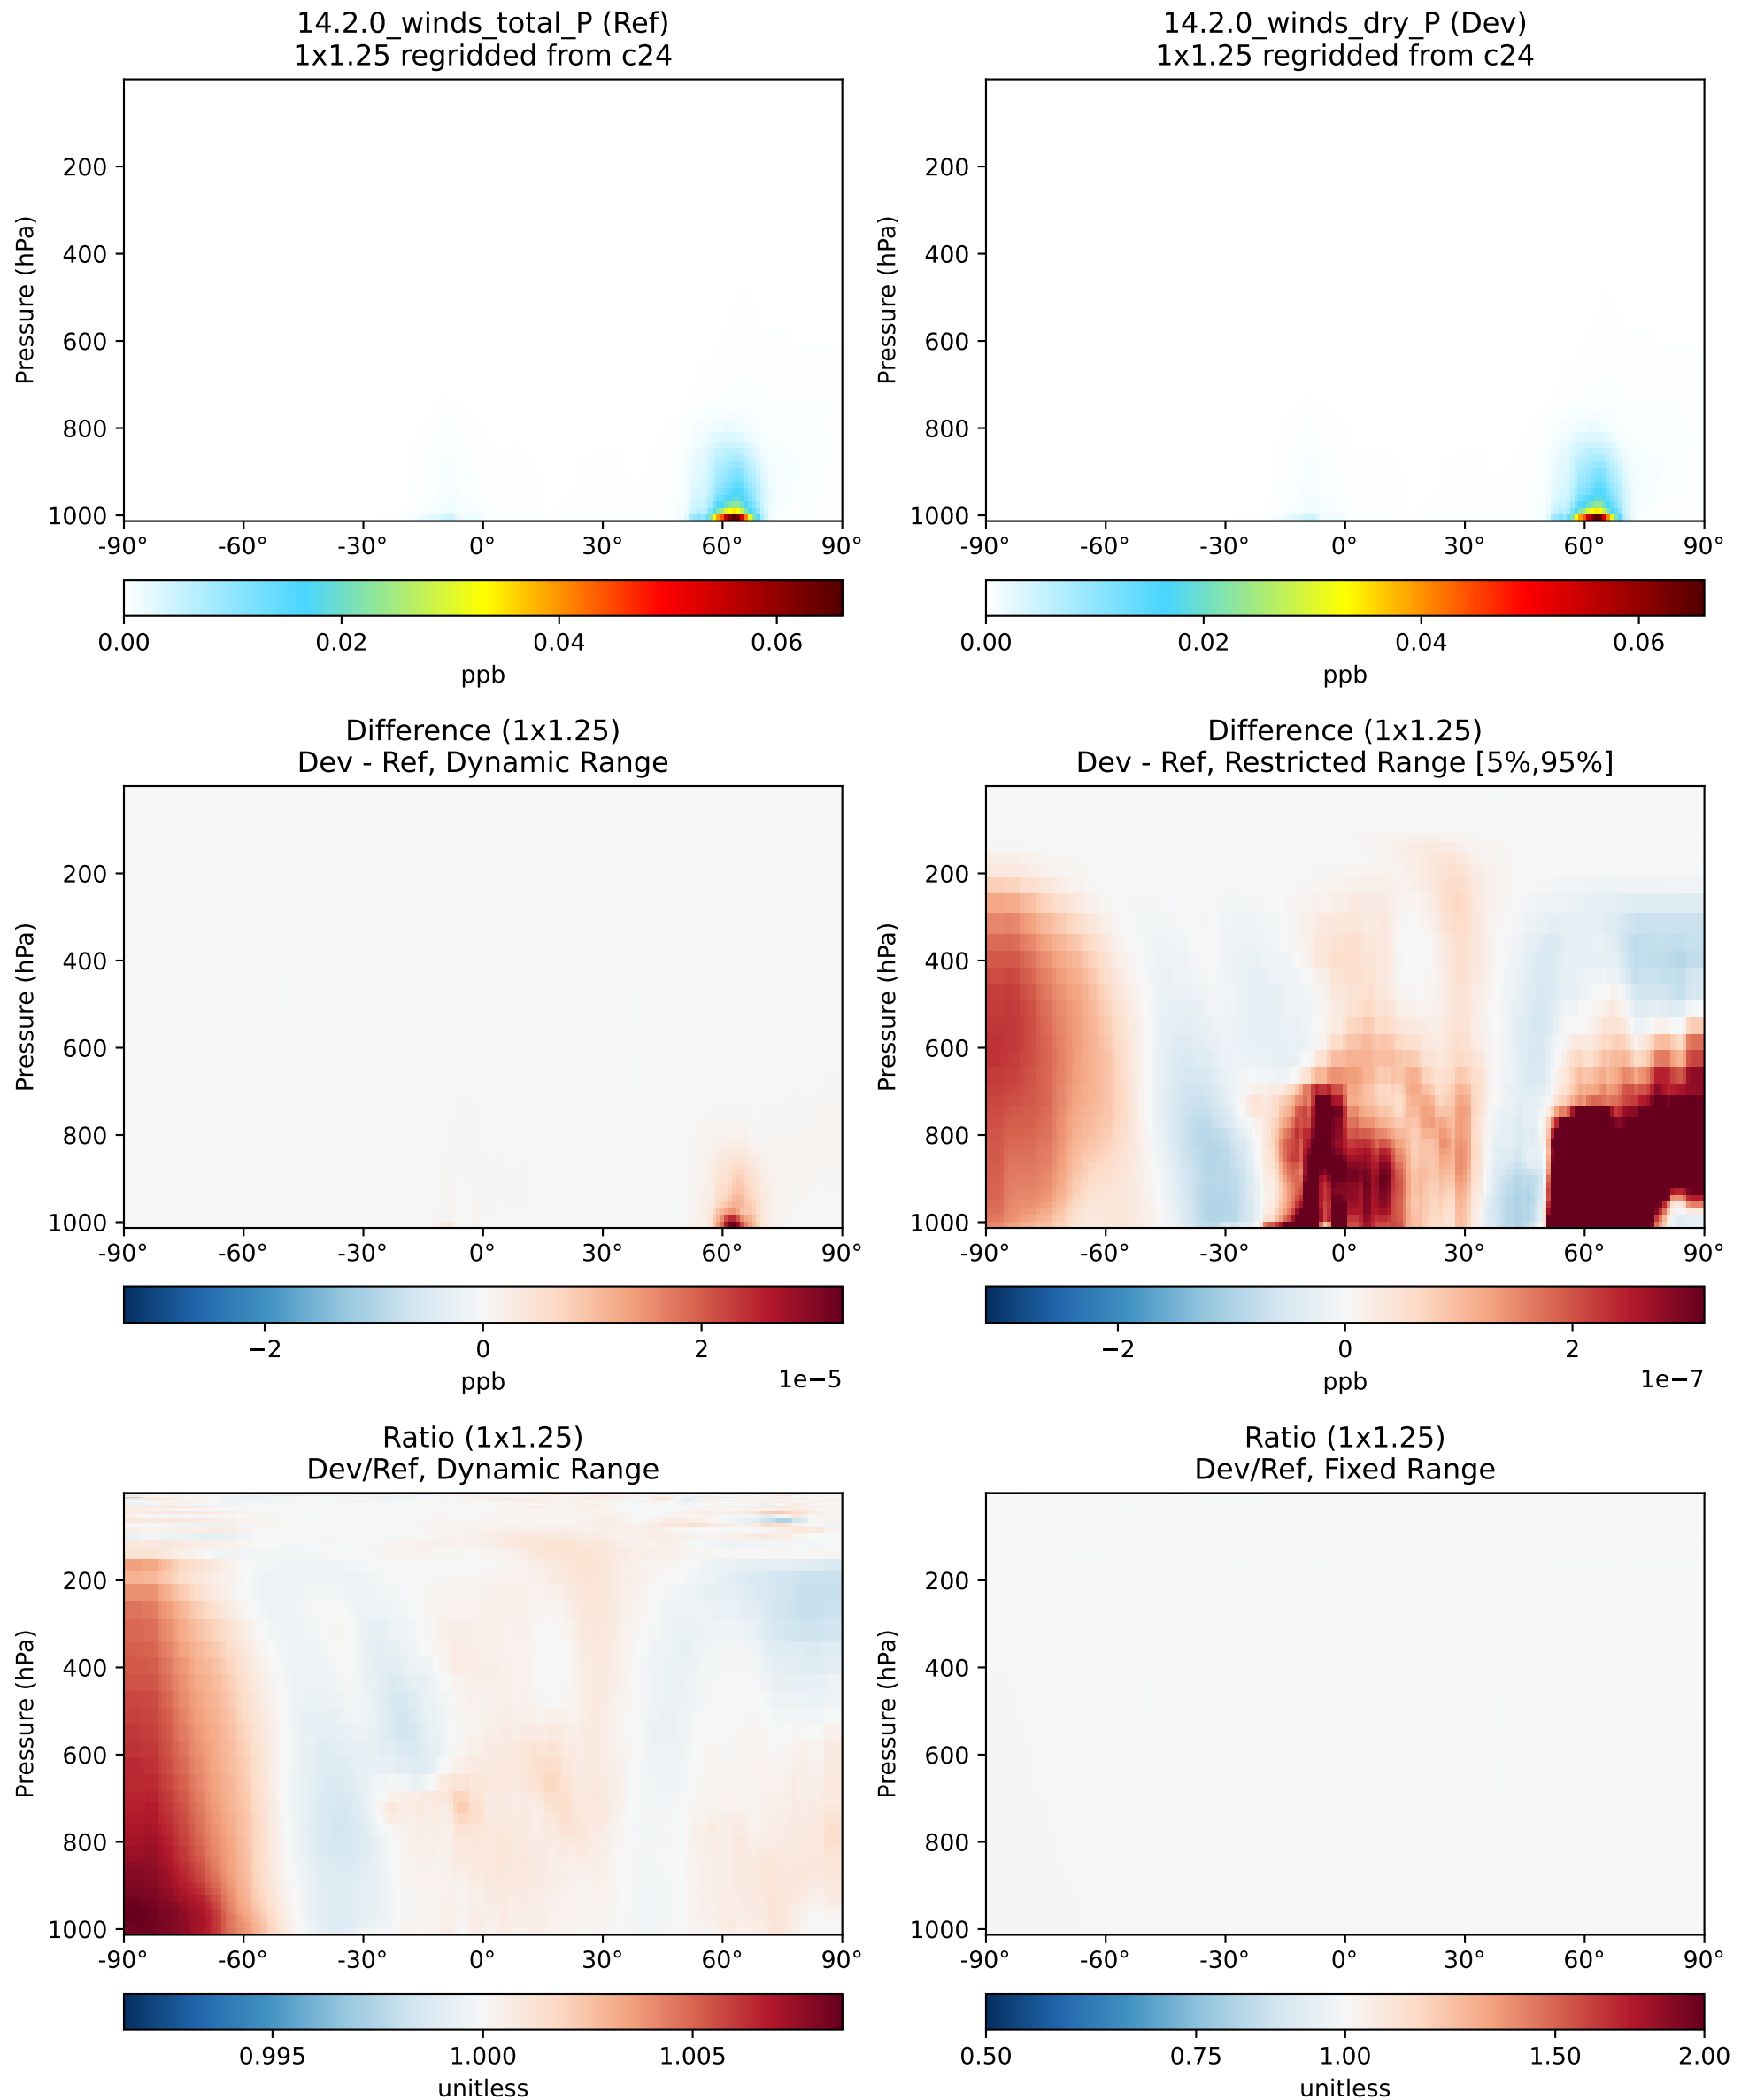 14.2.0_winds_total_P (Ref)
1x1.25 regridded from c24
Pressure (hPa)
200
400
600
800
1000
-90° -60° -30° 0° 30° 60° 90°
0.00 0.02 0.04 0.06
ppb
14.2.0_winds_dry_P (Dev)
1x1.25 regridded from c24
Pressure (hPa)
200
400
600
800
1000
-90° -60° -30° 0° 30° 60° 90°
0.00 0.02 0.04 0.06
ppb
Difference (1x1.25)
Dev - Ref, Dynamic Range
Pressure (hPa)
200
400
600
800
1000
-90° -60° -30° 0° 30° 60° 90°
−2 0 2
ppb 1e−5
Difference (1x1.25)
Dev - Ref, Restricted Range [5%,95%]
Pressure (hPa)
200
400
600
800
1000
-90° -60° -30° 0° 30° 60° 90°
−2 0 2
ppb 1e−7
Ratio (1x1.25)
Dev/Ref, Dynamic Range
Pressure (hPa)
200
400
600
800
1000
-90° -60° -30° 0° 30° 60° 90°
0.995 1.000 1.005
unitless
Ratio (1x1.25)
Dev/Ref, Fixed Range
Pressure (hPa)
200
400
600
800
1000
-90° -60° -30° 0° 30° 60° 90°
0.50 0.75 1.00 1.50 2.00
unitless